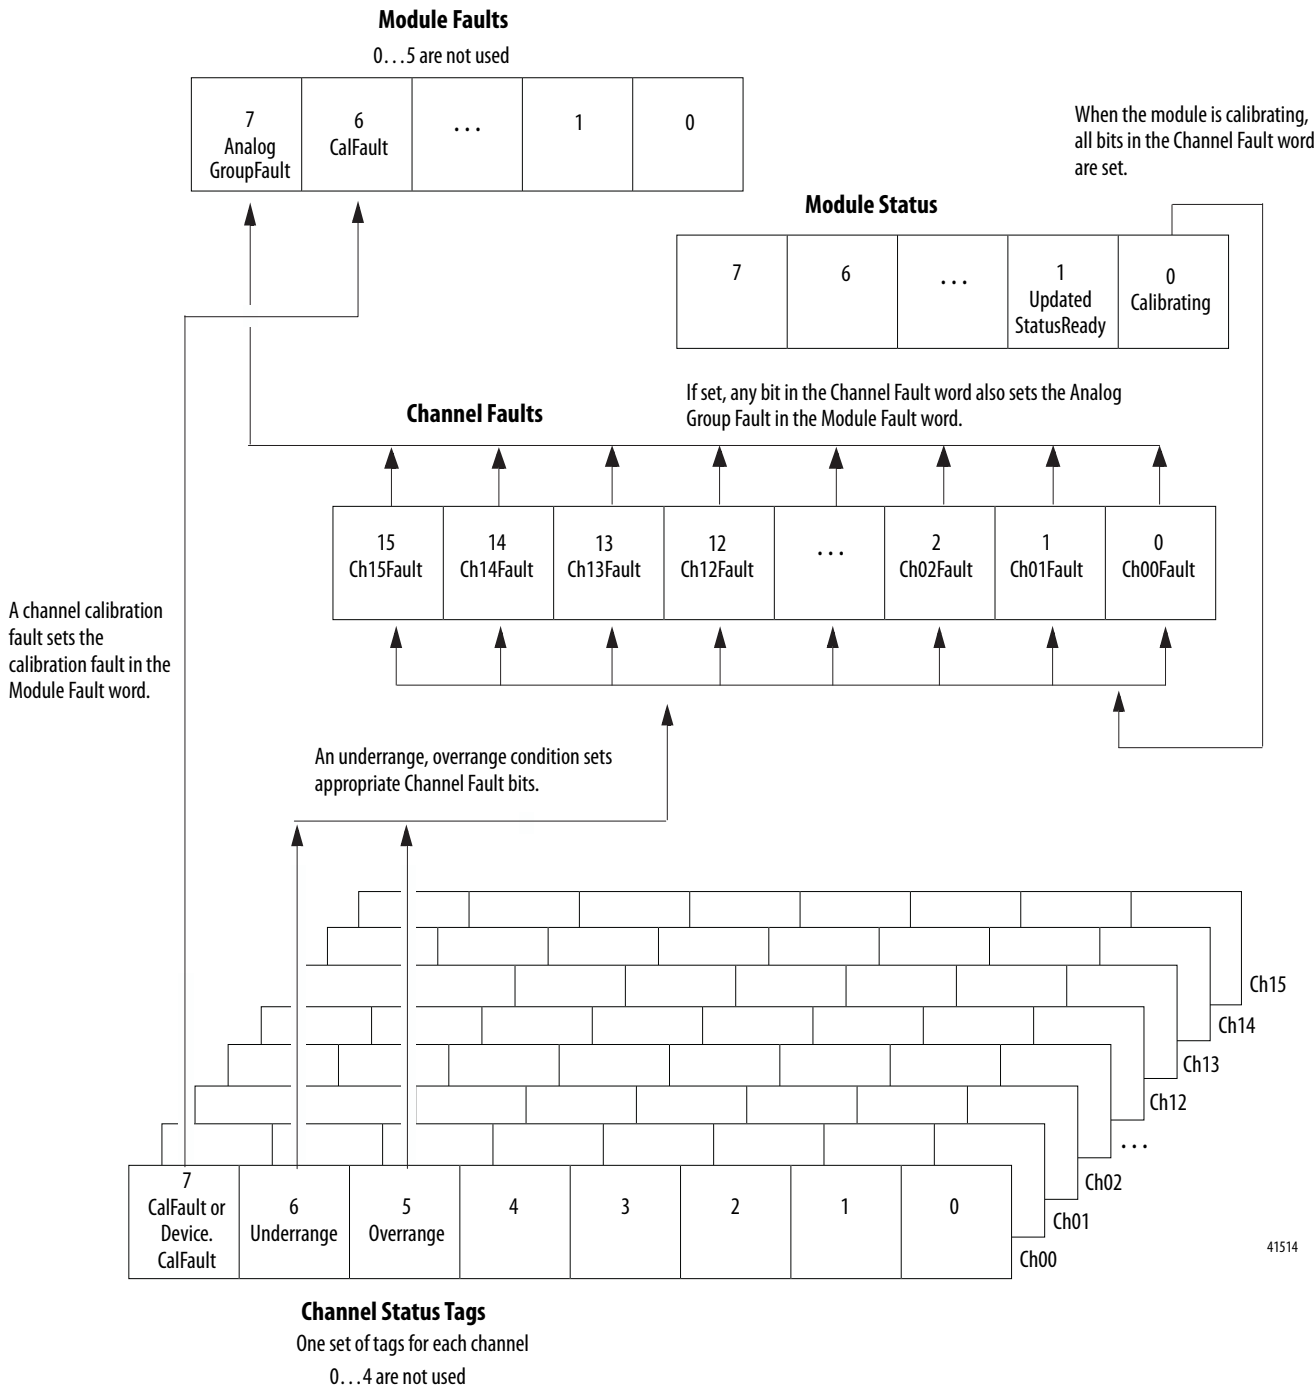 Module Faults
0...5 are not used
7
Analog
GroupFault
6
CalFault
...
1
0
When the module is calibrating,
all bits in the Channel Fault word
are set.
Module Status
7
6
...
1
Updated
StatusReady
0
Calibrating
If set, any bit in the Channel Fault word also sets the Analog
Group Fault in the Module Fault word.
Channel Faults
15
Ch15Fault
14
Ch14Fault
13
Ch13Fault
12
Ch12Fault
...
2
Ch02Fault
1
Ch01Fault
0
Ch00Fault
A channel calibration
fault sets the
calibration fault in the
Module Fault word.
An underrange, overrange condition sets
appropriate Channel Fault bits.
Ch15
Ch14
Ch13
Ch12
...
Ch02
Ch01
Ch00
7
CalFault or
Device.
CalFault
6
Underrange
5
Overrange
4
3
2
1
0
41514
Channel Status Tags
One set of tags for each channel
0...4 are not used